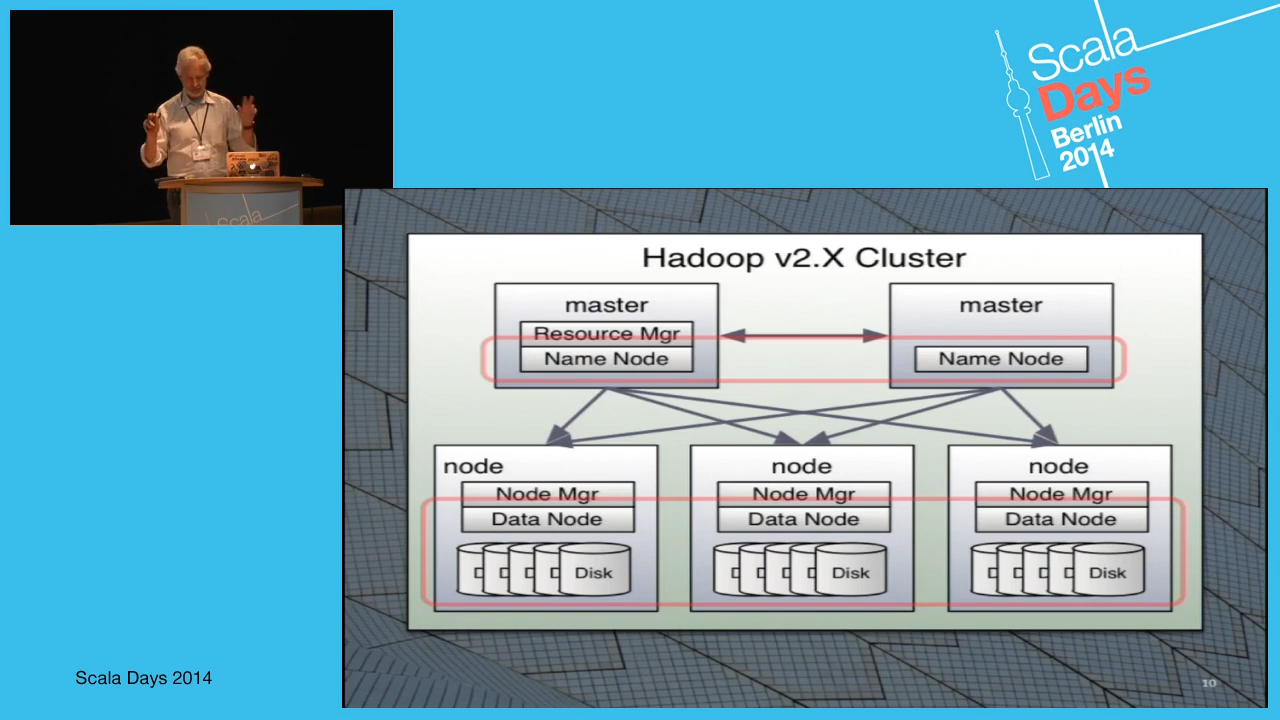 Scala
Days
Berlin
2014
Scala
Hadoop v2.X Cluster
master
Resource Mgr
Name Node
master
Name Node
node
Node Mgr
Data Node
D D D D Disk
node
Node Mgr
Data Node
D D D D Disk
node
Node Mgr
Data Node
D D D D Disk
10
Scala Days 2014